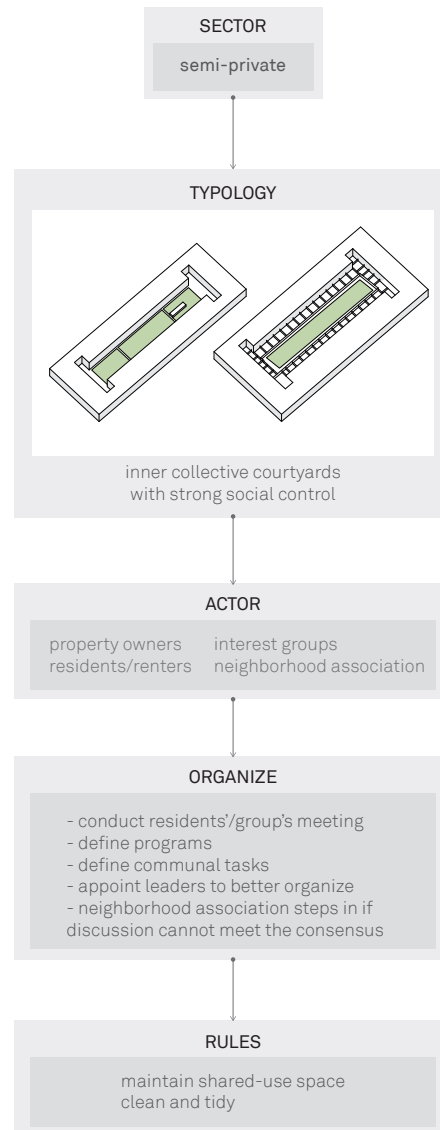 SECTOR
semi-private
TYPOLOGY
inner collective courtyards
with strong social control
ACTOR
property owners interest groups
residents/renters neighborhood association
ORGANIZE
- conduct residents'/group's meeting
- define programs
- define communal tasks
- appoint leaders to better organize
- neighborhood association steps in if
discussion cannot meet the consensus
RULES
maintain shared-use space
clean and tidy